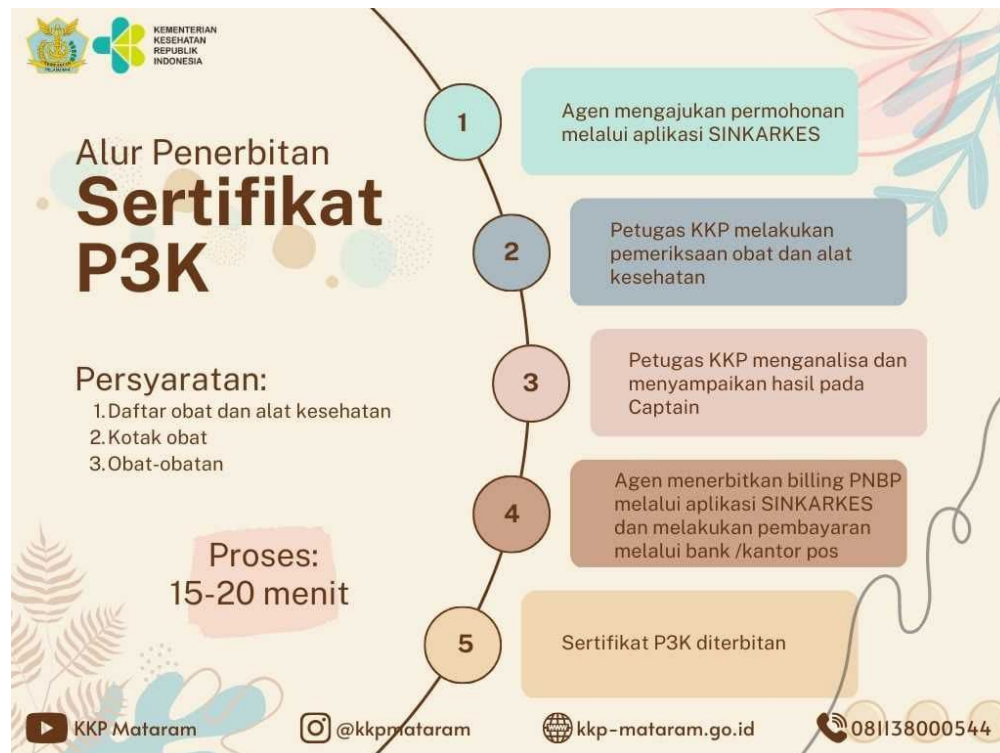 KEMENTERIAN
KESEHATAN
REPUBLIK
INDONESIA
Alur Penerbitan
Sertifikat
P3K
Persyaratan:
1. Daftar obat dan alat kesehatan
2. Kotak obat
3. Obat-obatan
Proses:
15-20 menit
1
Agen mengajukan permohonan
melalui aplikasi SINKARKES
2
Petugas KKP melakukan
pemeriksaan obat dan alat
kesehatan
3
Petugas KKP menganalisa dan
menyampaikan hasil pada
Captain
4
Agen menerbitkan billing PNBP
melalui aplikasi SINKARKES
dan melakukan pembayaran
melalui bank /kantor pos
5
Sertifikat P3K diterbitan
KKP Mataram
@kkpmataram
kkp-mataram.go.id
0811138000544